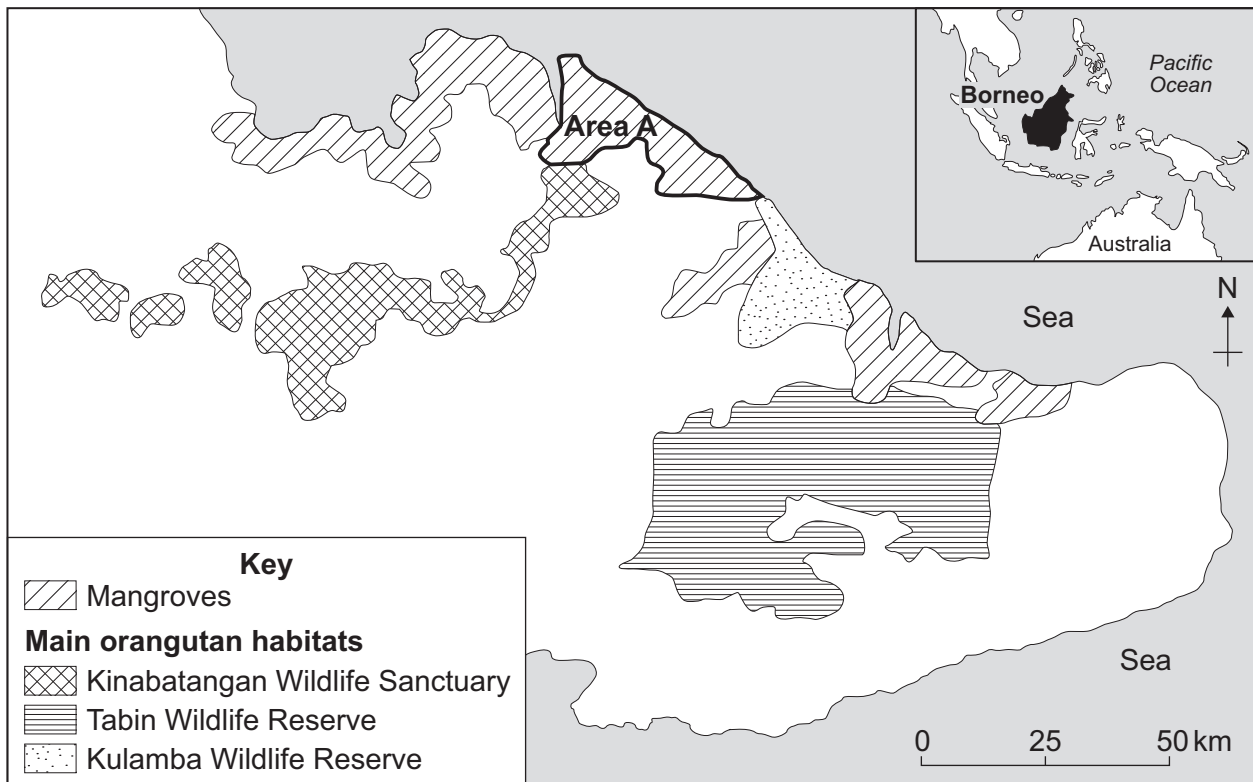 Pacific
Ocean
Borneo
Australia
Area A
N
Sea
Key
Mangroves
Main orangutan habitats
Kinabatangan Wildlife Sanctuary
Tabin Wildlife Reserve
Kulamba Wildlife Reserve
Sea
0 25 50 km